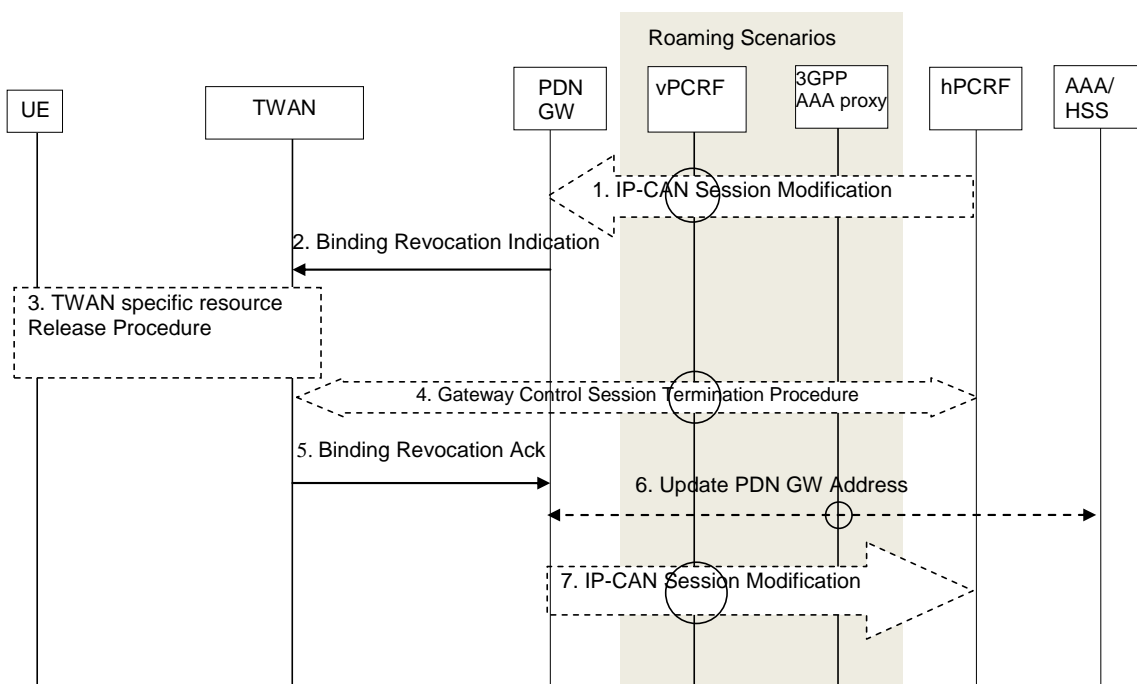 Roaming Scenarios
UE
TWAN
PDN
GW
vPCRF
3GPP
AAA proxy
hPCRF
AAA/
HSS
1. IP-CAN Session Modification
2. Binding Revocation Indication
3. TWAN specific resource
Release Procedure
4. Gateway Control Session Termination Procedure
5. Binding Revocation Ack
6. Update PDN GW Address
7. IP-CAN Session Modification